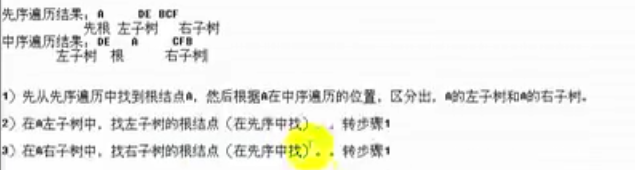 先序遍历结果：A DE BCF
先根 左子树 右子树
中序遍历结果：DE A CFB
左子树 根 右子树
1）先从先序遍历中找到根结点A，然后根据A在中序遍历的位置，区分出，A的左子树和A的右子树。
2）在A左子树中，找左子树的根结点（在先序中找），转步骤1
3）在A右子树中，找右子树的根结点（在先序中找）。，转步骤1